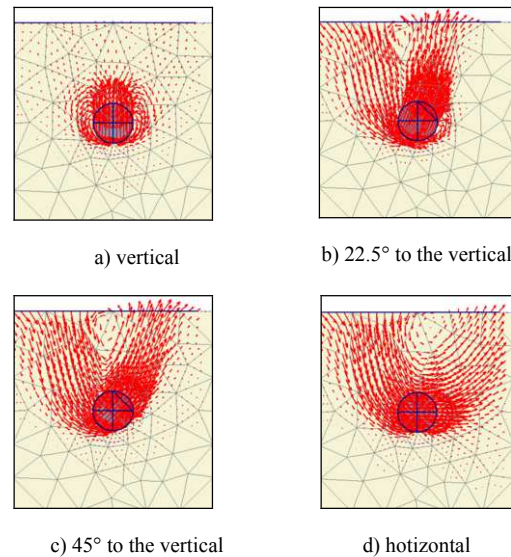 a) vertical
b) 22.5° to the vertical
c) 45° to the vertical
d) hotizontal